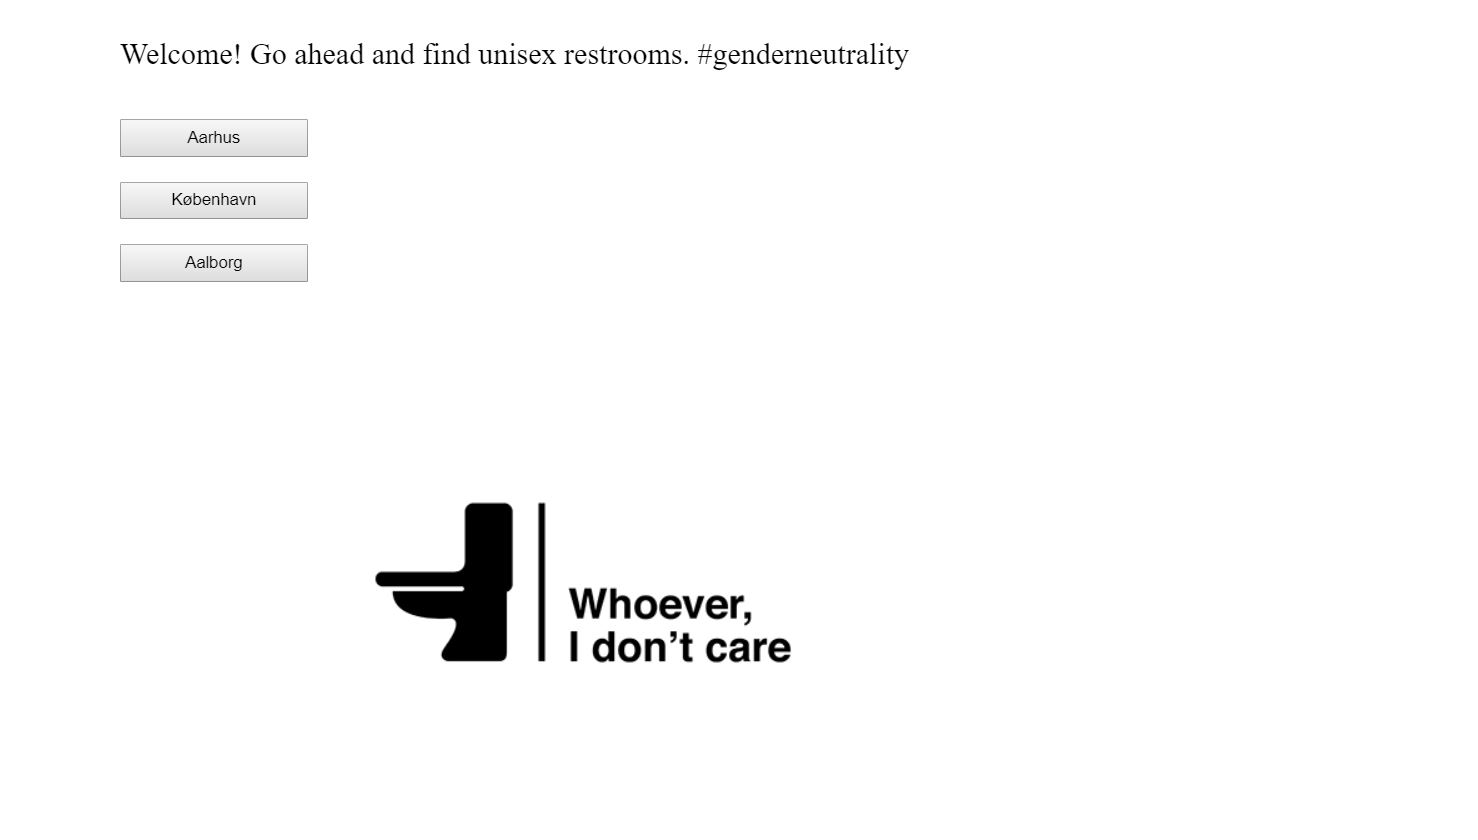 Welcome! Go ahead and find unisex restrooms. #genderneutrality
Aarhus
København
Aalborg
Whoever,
I don’t care